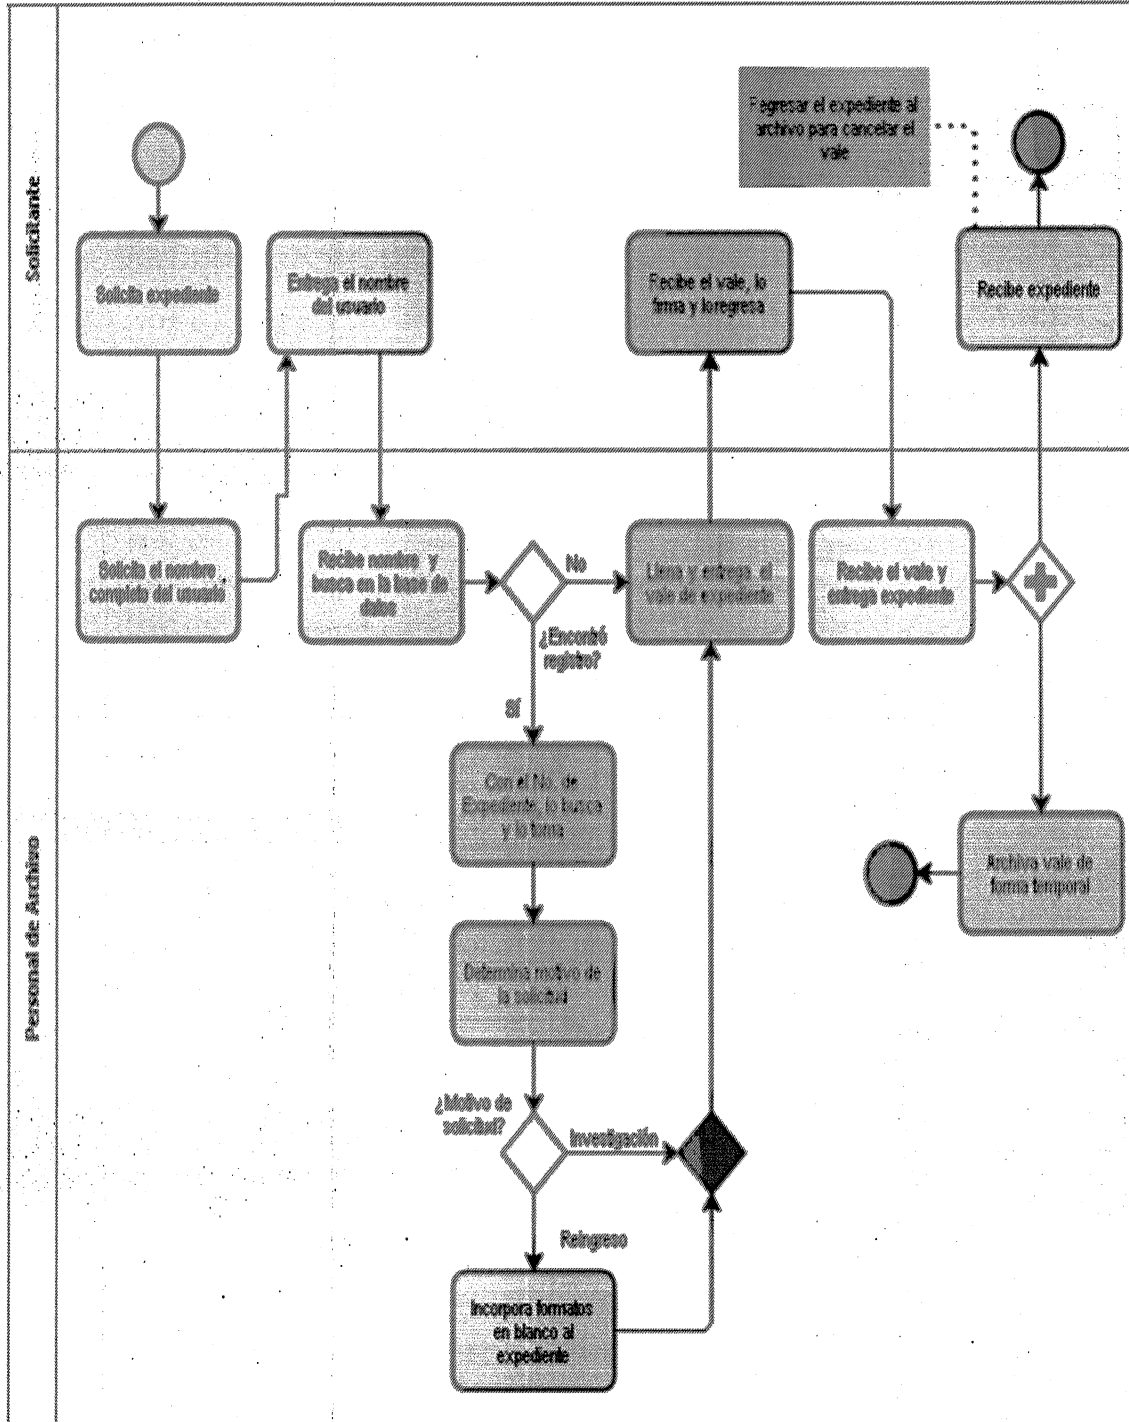 Solicitante
Regresar el expediente al
archivo para cancelar el
vale
Solicita expediente
Entrega el nombre
del usuario
Recibe el vale, lo
firma y lo regresa
Recibe expediente
Personal de Archivo
Solicita el nombre
completo del usuario
Recibe nombre y
busca en la base de
datos
No
¿Encontró
registro?
Sí
Llena y entrega el
vale de expediente
Recibe el vale y
entrega expediente
Con el No. de
Expediente, lo busca
y lo toma
Archiva vale de
forma temporal
Determina motivo de
la solicitud
¿Motivo de
solicitud?
Investigación
Reingreso
Incorpora formatos
en blanco al
expediente